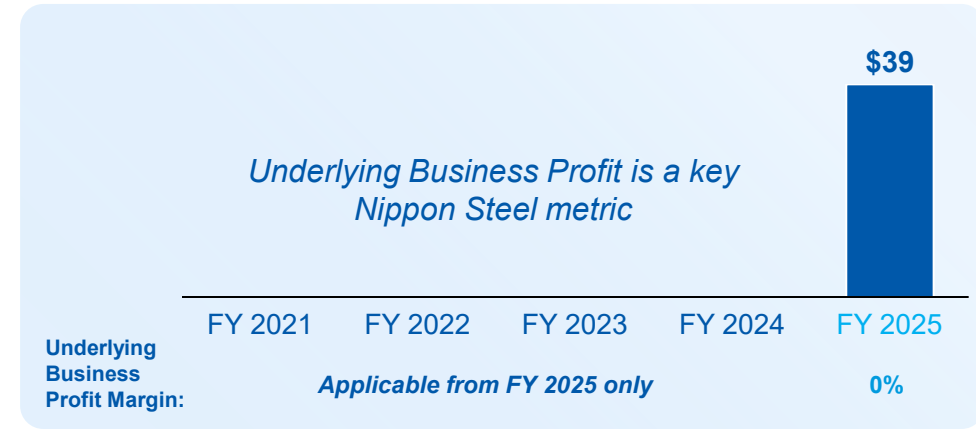 $39
Underlying Business Profit is a key
Nippon Steel metric
FY 2021 FY 2022 FY 2023 FY 2024 FY 2025
Underlying
Business
Profit Margin:
Applicable from FY 2025 only 0%